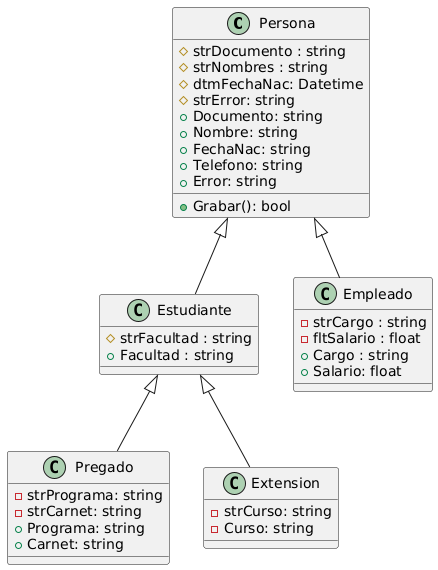 Persona
strDocumento : string
strNombres : string
dtmFechaNac: Datetime
strError: string
Documento: string
Nombre: string
FechaNac: string
Telefono: string
Error: string
Grabar(): bool
C Estudiante
strFacultad : string
Facultad : string
C Empleado
strCargo : string
fltSalario : float
Cargo : string
Salario: float
C Pregado
strPrograma: string
strCarnet: string
Programa: string
Carnet: string
C Extension
strCurso: string
Curso: string